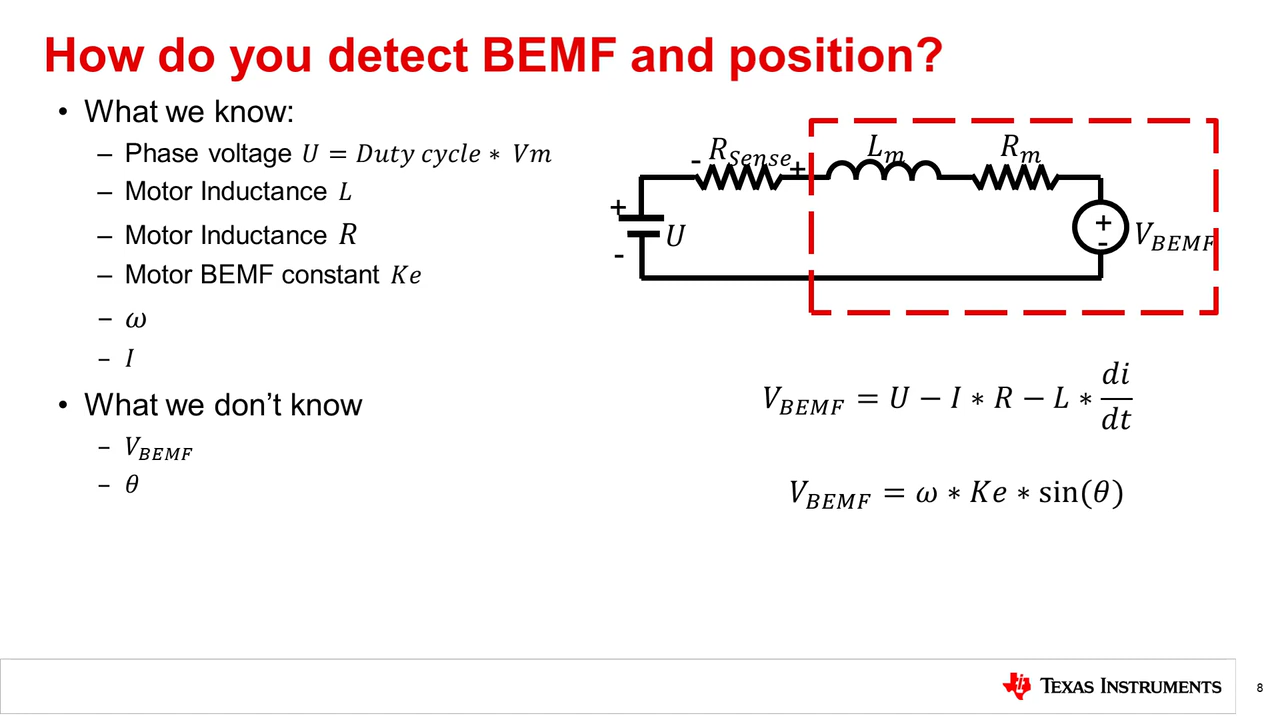 How do you detect BEMF and position?
• What we know:
– Phase voltage U = Duty cycle ∗ Vm
– Motor Inductance L
– Motor Inductance R
– Motor BEMF constant Ke
– ω
– I
• What we don’t know
– V_BEMF
– θ
- R_Sense +
L_m
R_m
+
U
-
+
-
V_BEMF
V_BEMF = U − I ∗ R − L ∗ di/dt
V_BEMF = ω ∗ Ke ∗ sin(θ)
TEXAS INSTRUMENTS
8